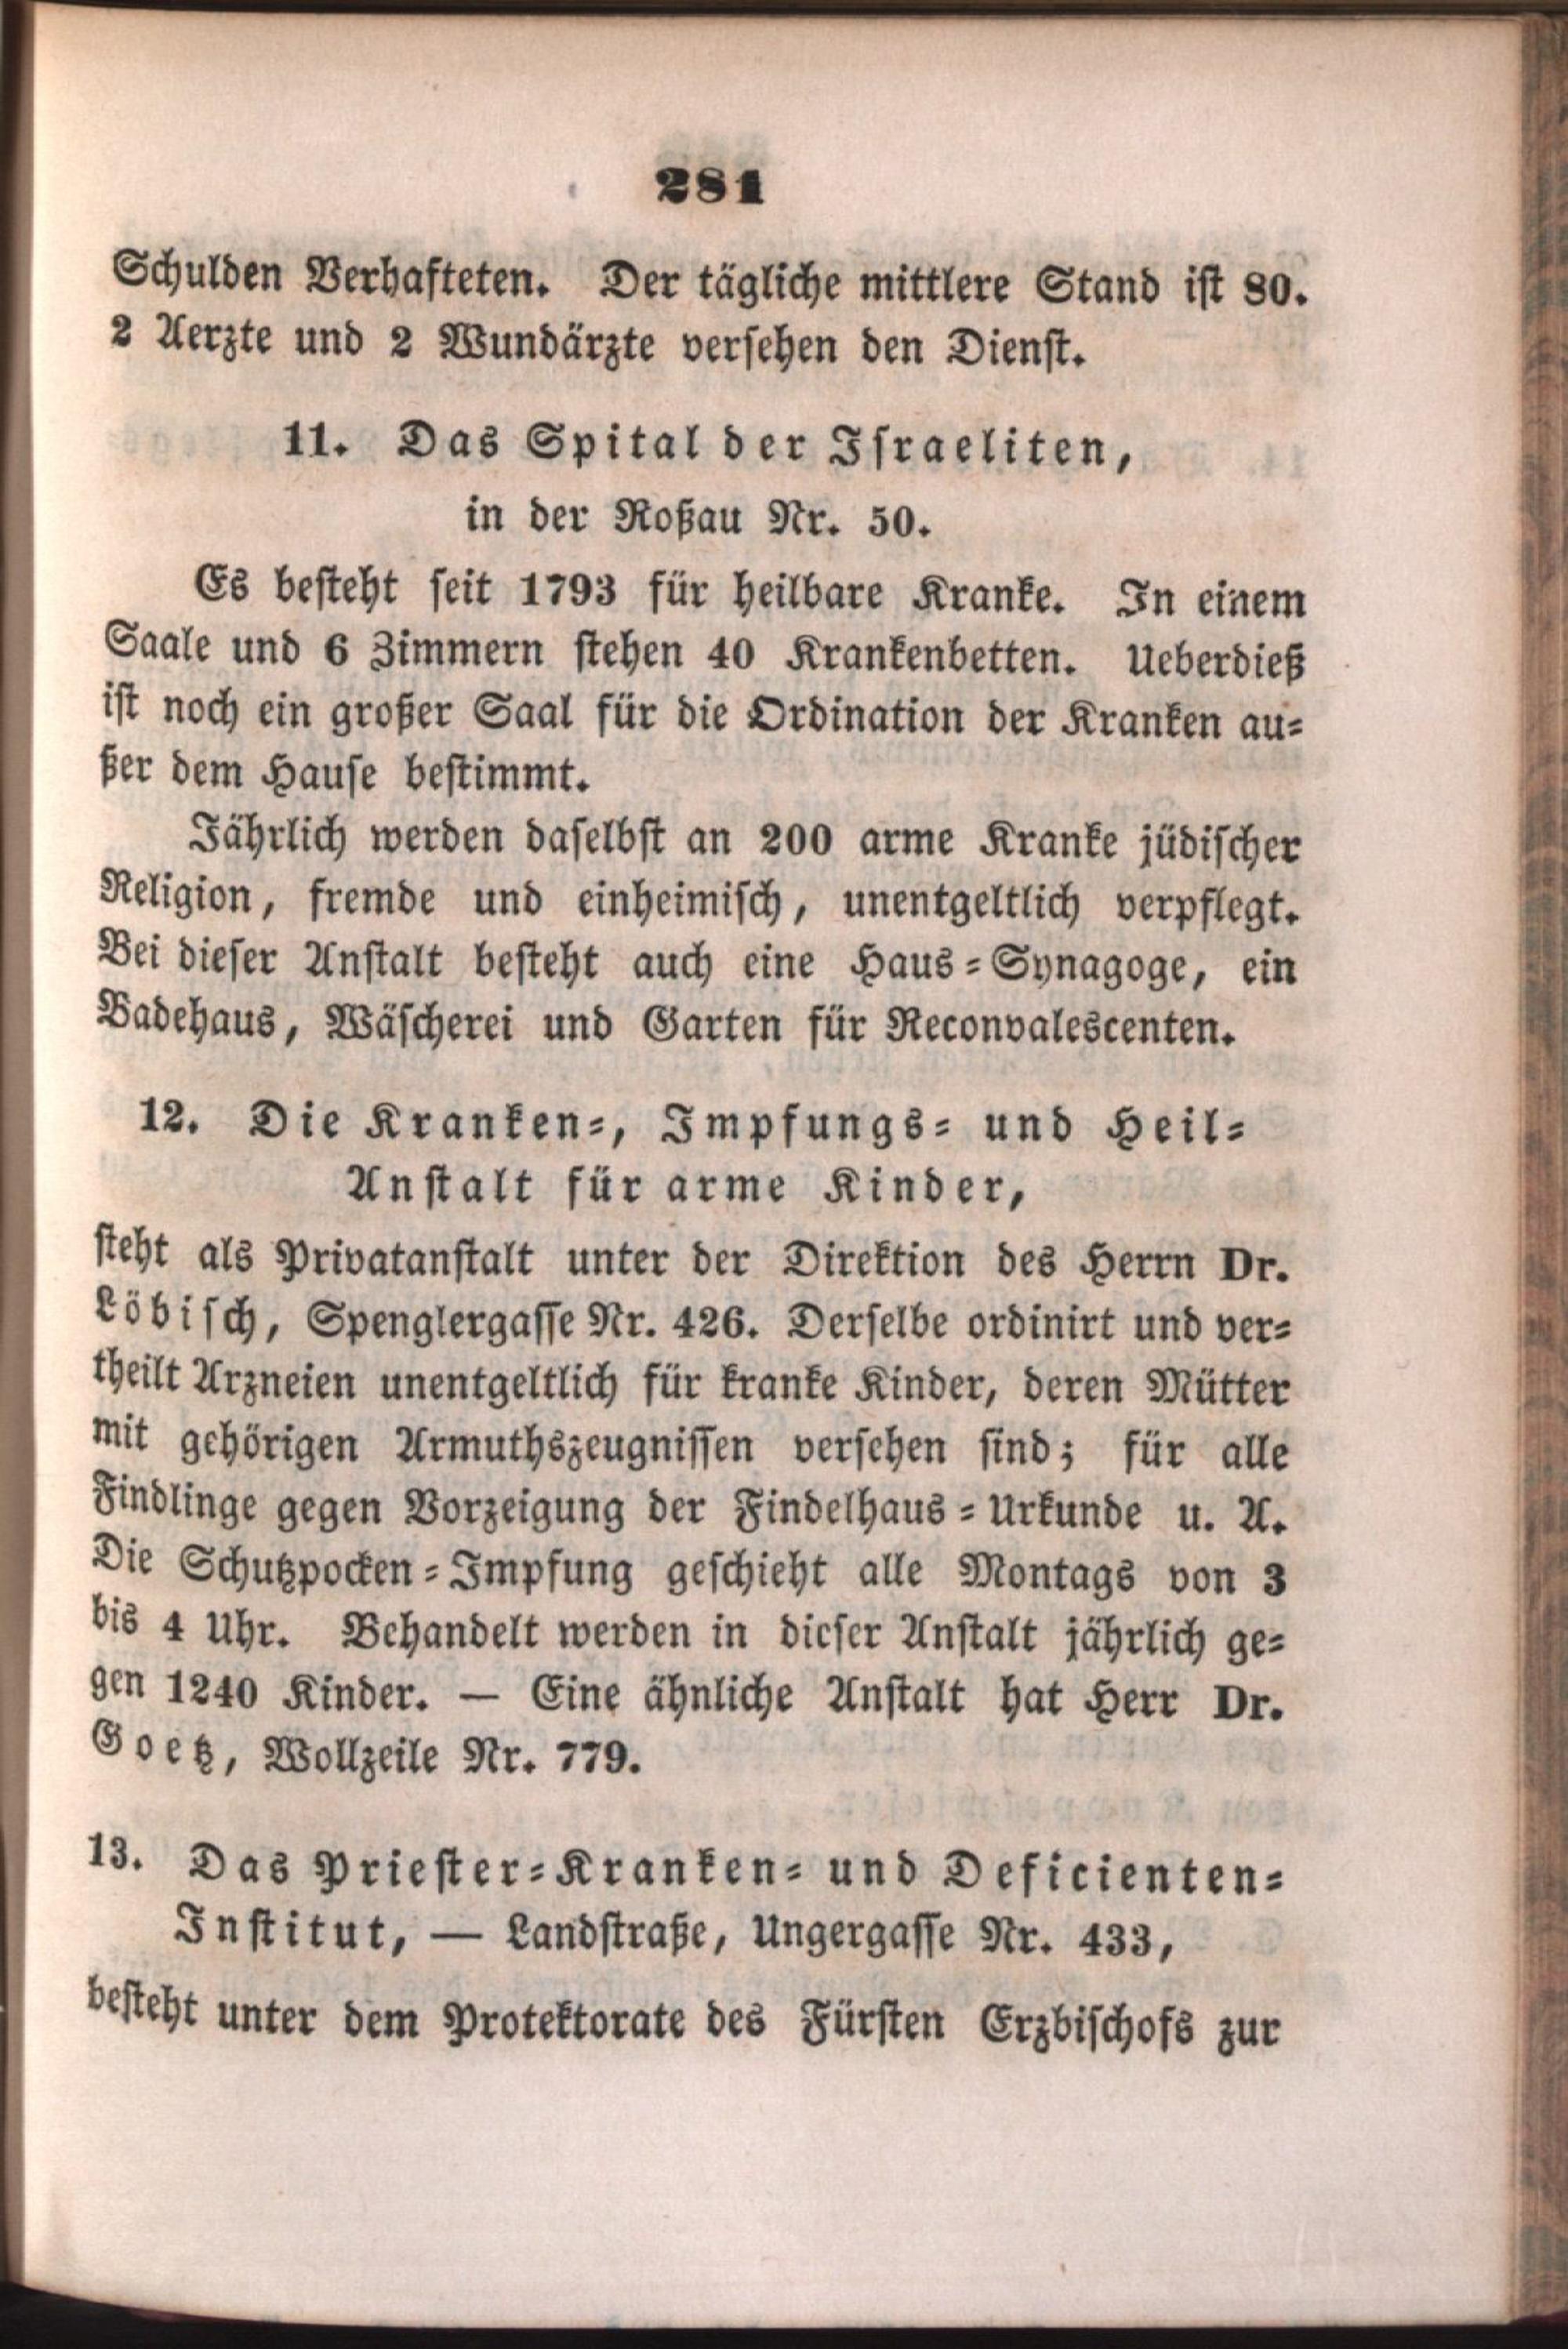 281
Schulden Verhafteten. Der tägliche mittlere Stand ist 80.
2 Aerzte und 2 Wundärzte versehen den Dienst.
11. Das Spital der Israeliten,
in der Roßau Nr. 50.
Es besteht seit 1793 für heilbare Kranke. In einem
Saale und 6 Zimmern stehen 40 Krankenbetten. Ueberdieß
ist noch ein großer Saal für die Ordination der Kranken au-
ßer dem Hause bestimmt.
Jährlich werden daselbst an 200 arme Kranke jüdischer
Religion, fremde und einheimisch, unentgeltlich verpflegt.
Bei dieser Anstalt besteht auch eine Haus-Synagoge, ein
Badehaus, Wäscherei und Garten für Reconvalescenten.
12. Die Kranken-, Impfungs- und Heil-
Anstalt für arme Kinder,
steht als Privatanstalt unter der Direktion des Herrn Dr.
Löbisch, Spenglergasse Nr. 426. Derselbe ordinirt und ver-
theilt Arzneien unentgeltlich für kranke Kinder, deren Mütter
mit gehörigen Armuthszeugnissen versehen sind; für alle
Findlinge gegen Vorzeigung der Findelhaus-Urkunde u. A.
Die Schutzpocken-Impfung geschieht alle Montags von 3
bis 4 Uhr. Behandelt werden in dieser Anstalt jährlich ge-
gen 1240 Kinder. — Eine ähnliche Anstalt hat Herr Dr.
Goetz, Wollzeile Nr. 779.
13. Das Priester-Kranken- und Deficienten-
Institut, — Landstraße, Ungergasse Nr. 433,
besteht unter dem Protektorate des Fürsten Erzbischofs zur